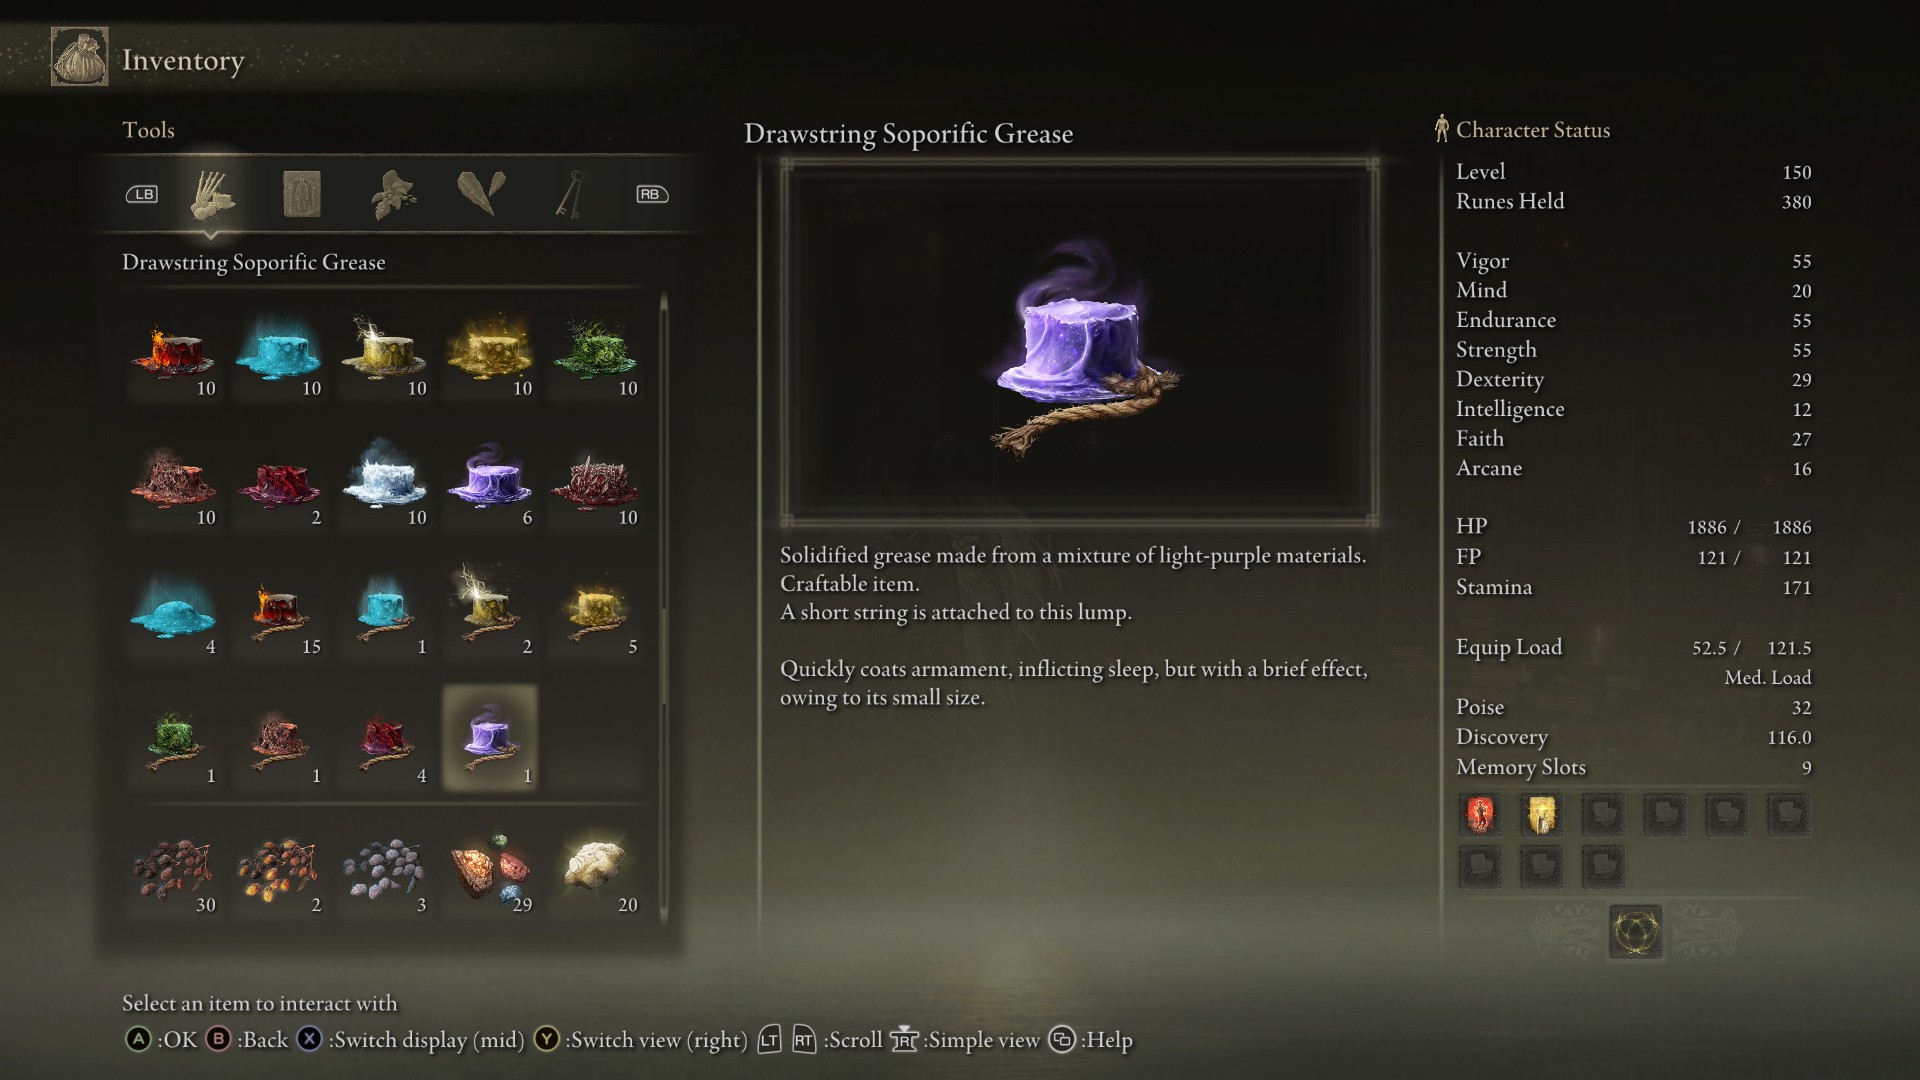 Inventory
Tools
LB
RB
Drawstring Soporific Grease
10 10 10 10 10
10 2 10 6 10
4 15 1 2 5
1 1 4 1
30 2 3 29 20
Drawstring Soporific Grease
Solidified grease made from a mixture of light-purple materials.
Craftable item.
A short string is attached to this lump.
Quickly coats armament, inflicting sleep, but with a brief effect,
owing to its small size.
Character Status
Level 150
Runes Held 380
Vigor 55
Mind 20
Endurance 55
Strength 55
Dexterity 29
Intelligence 12
Faith 27
Arcane 16
HP 1886 / 1886
FP 121 / 121
Stamina 171
Equip Load 52.5 / 121.5
Med. Load
Poise 32
Discovery 116.0
Memory Slots 9
Select an item to interact with
A :OK B :Back X :Switch display (mid) Y :Switch view (right) LT RT :Scroll R :Simple view :Help